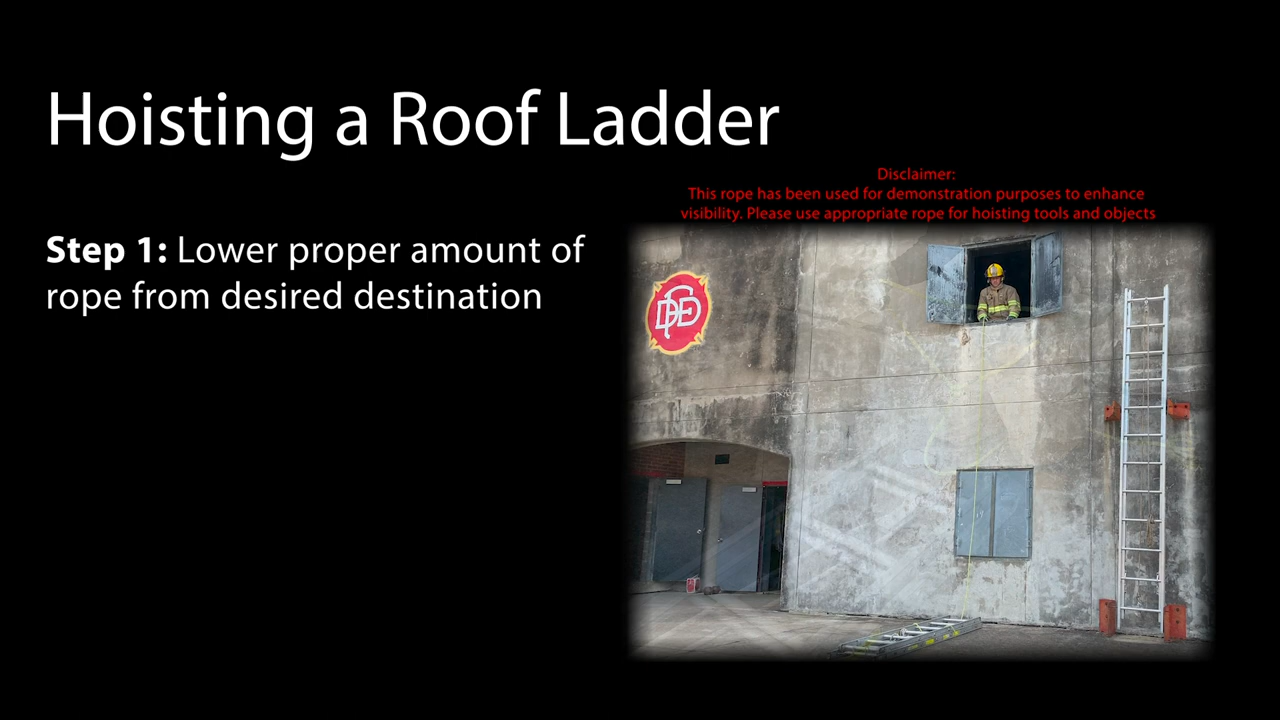 Hoisting a Roof Ladder
Disclaimer:
This rope has been used for demonstration purposes to enhance
visibility. Please use appropriate rope for hoisting tools and objects
Step 1: Lower proper amount of
rope from desired destination
DFD